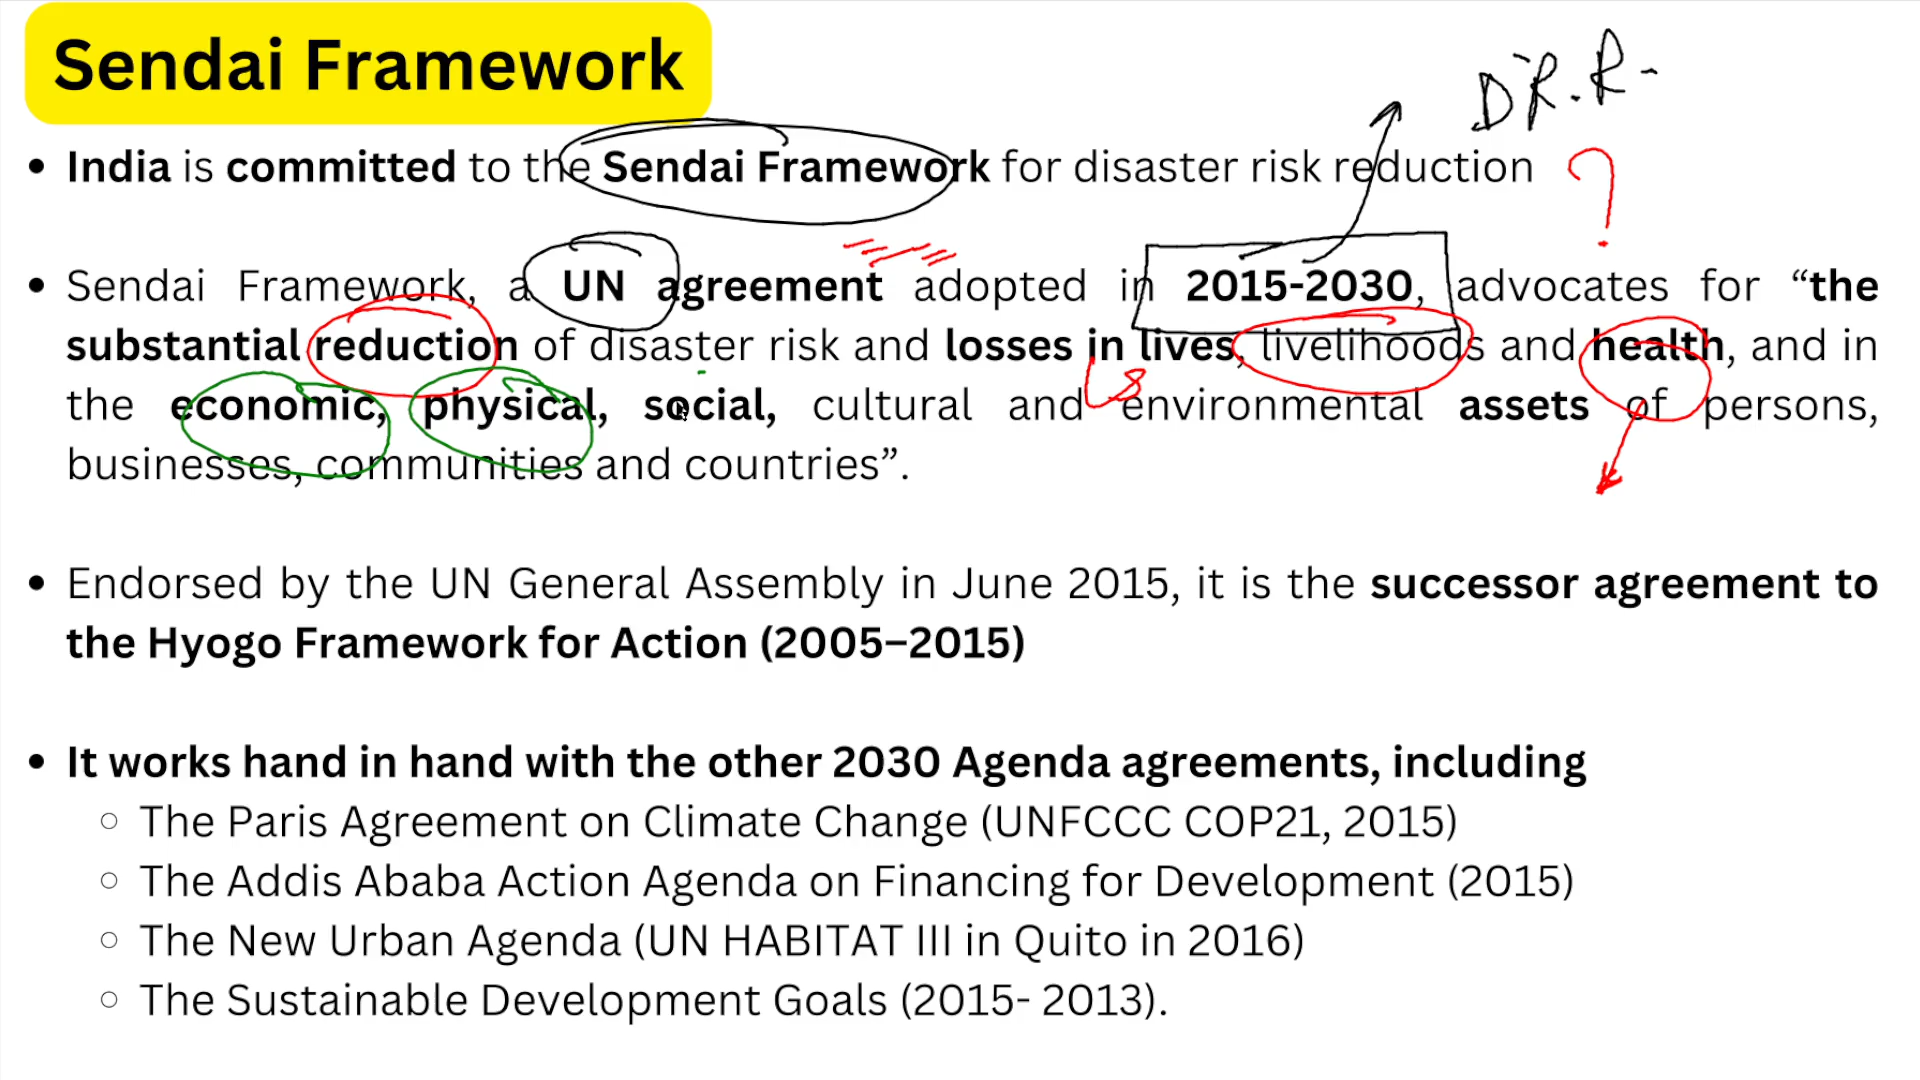 Sendai Framework
D.R.R-
• India is committed to the Sendai Framework for disaster risk reduction ?
• Sendai Framework, a UN agreement adopted in 2015-2030, advocates for “the
substantial reduction of disaster risk and losses in lives, livelihoods and health, and in
the economic, physical, social, cultural and environmental assets of persons,
businesses, communities and countries”.
• Endorsed by the UN General Assembly in June 2015, it is the successor agreement to
the Hyogo Framework for Action (2005–2015)
• It works hand in hand with the other 2030 Agenda agreements, including
○ The Paris Agreement on Climate Change (UNFCCC COP21, 2015)
○ The Addis Ababa Action Agenda on Financing for Development (2015)
○ The New Urban Agenda (UN HABITAT III in Quito in 2016)
○ The Sustainable Development Goals (2015- 2013).